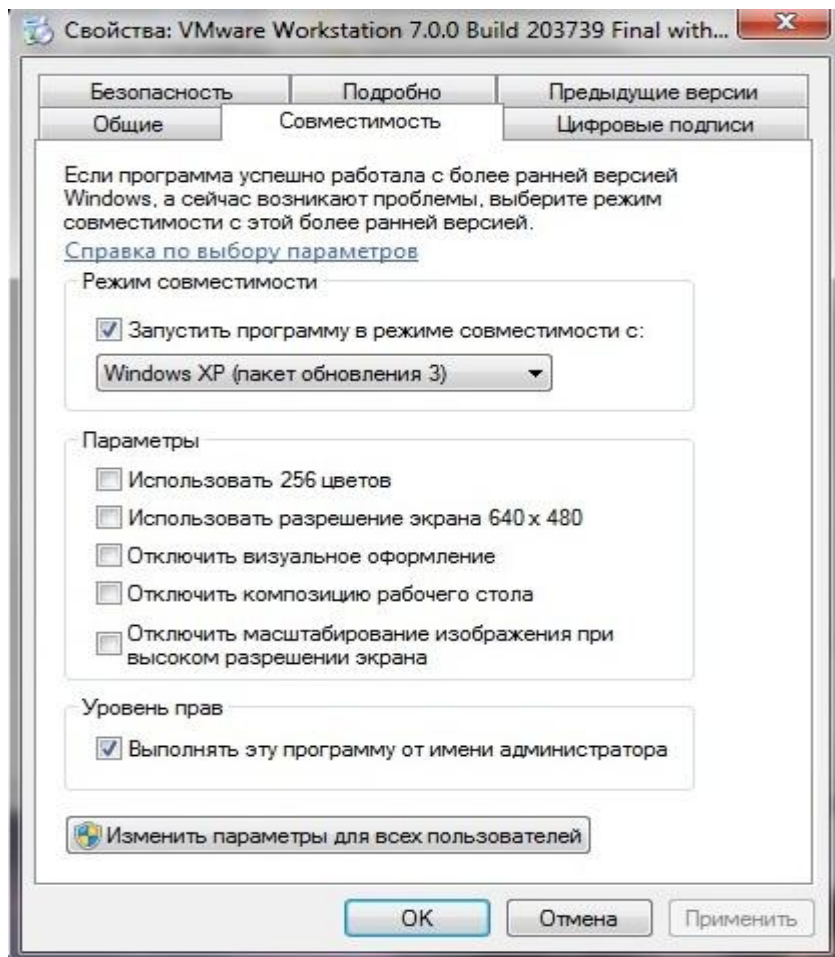 Свойства: VMware Workstation 7.0.0 Build 203739 Final with...
Безопасность Подробно Предыдущие версии
Общие Совместимость Цифровые подписи
Если программа успешно работала с более ранней версией
Windows, а сейчас возникают проблемы, выберите режим
совместимости с этой более ранней версией.
Справка по выбору параметров
Режим совместимости
Запустить программу в режиме совместимости с:
Windows XP (пакет обновления 3)
Параметры
Использовать 256 цветов
Использовать разрешение экрана 640 x 480
Отключить визуальное оформление
Отключить композицию рабочего стола
Отключить масштабирование изображения при
высоком разрешении экрана
Уровень прав
Выполнять эту программу от имени администратора
Изменить параметры для всех пользователей
OK Отмена Применить